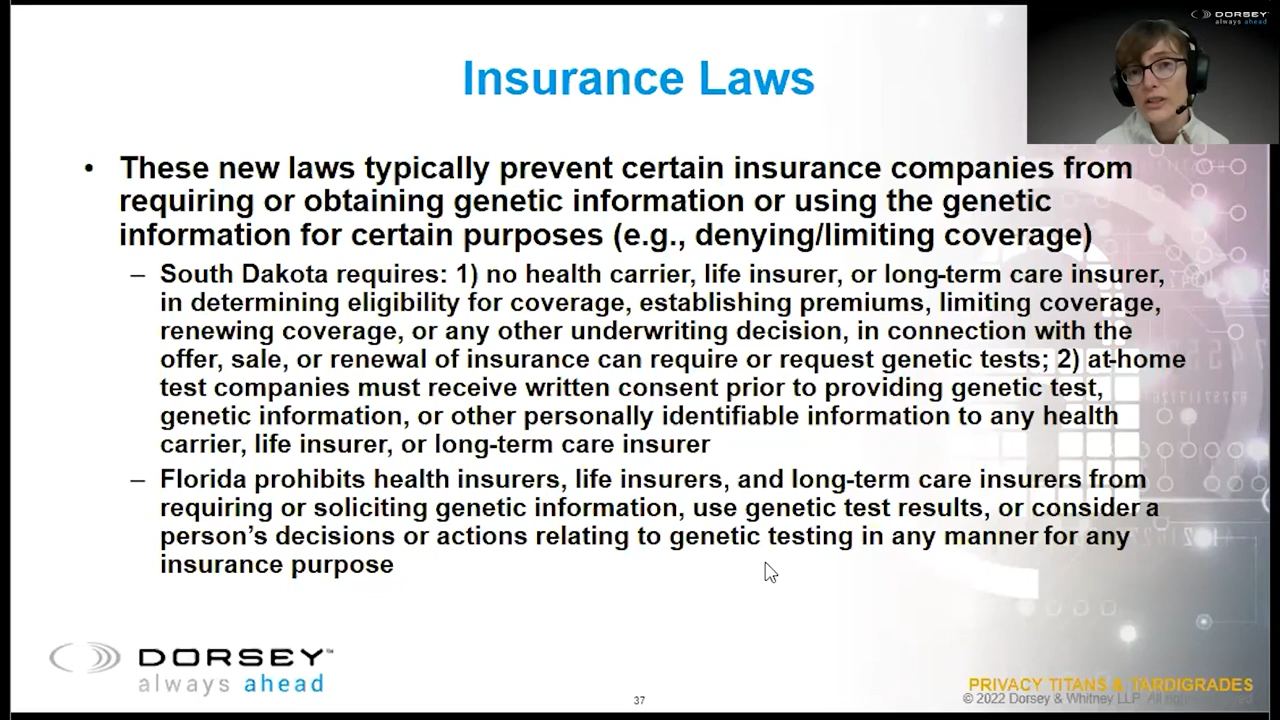 DORSEY™
always ahead
Insurance Laws
• These new laws typically prevent certain insurance companies from
requiring or obtaining genetic information or using the genetic
information for certain purposes (e.g., denying/limiting coverage)
– South Dakota requires: 1) no health carrier, life insurer, or long-term care insurer,
in determining eligibility for coverage, establishing premiums, limiting coverage,
renewing coverage, or any other underwriting decision, in connection with the
offer, sale, or renewal of insurance can require or request genetic tests; 2) at-home
test companies must receive written consent prior to providing genetic test,
genetic information, or other personally identifiable information to any health
carrier, life insurer, or long-term care insurer
– Florida prohibits health insurers, life insurers, and long-term care insurers from
requiring or soliciting genetic information, use genetic test results, or consider a
person's decisions or actions relating to genetic testing in any manner for any
insurance purpose
DORSEY™
always ahead
37
PRIVACY TITANS & TARDIGRADES
© 2022 Dorsey & Whitney LLP. All rights